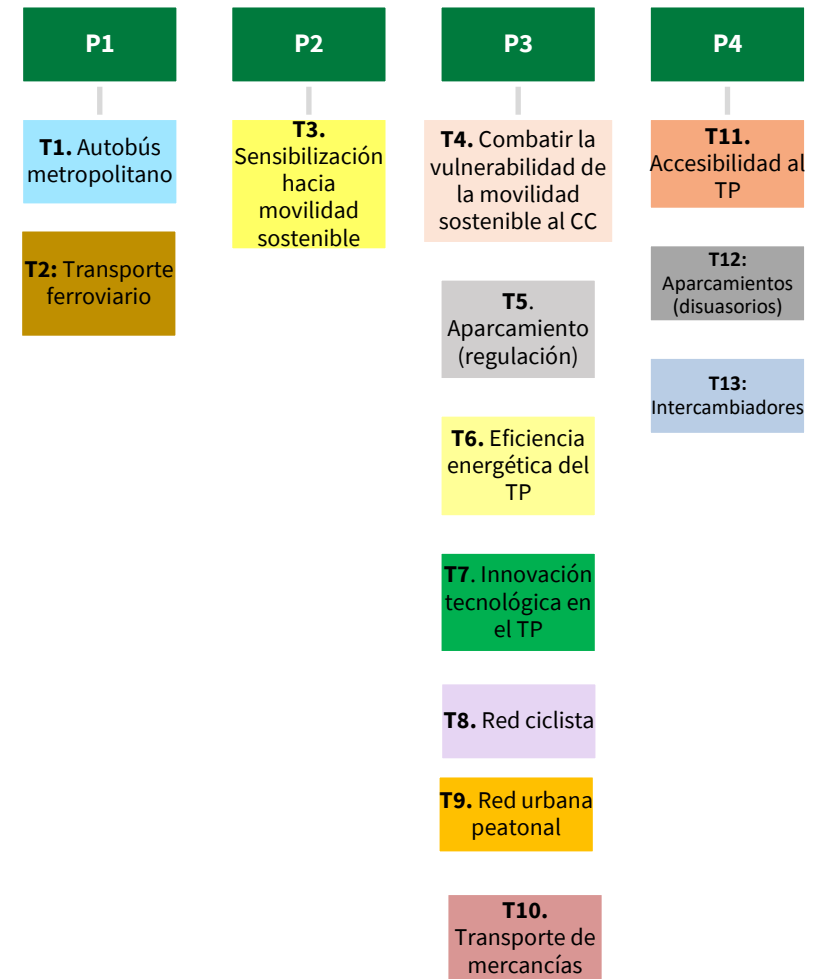 P1
T1. Autobús
metropolitano
T2: Transporte
ferroviario
P2
T3.
Sensibilización
hacia
movilidad
sostenible
P3
T4. Combatir la
vulnerabilidad de
la movilidad
sostenible al CC
T5.
Aparcamiento
(regulación)
T6. Eficiencia
energética del
TP
T7. Innovación
tecnológica en
el TP
T8. Red ciclista
T9. Red urbana
peatonal
T10.
Transporte de
mercancías
P4
T11.
Accesibilidad al
TP
T12:
Aparcamientos
(disuasorios)
T13:
Intercambiadores